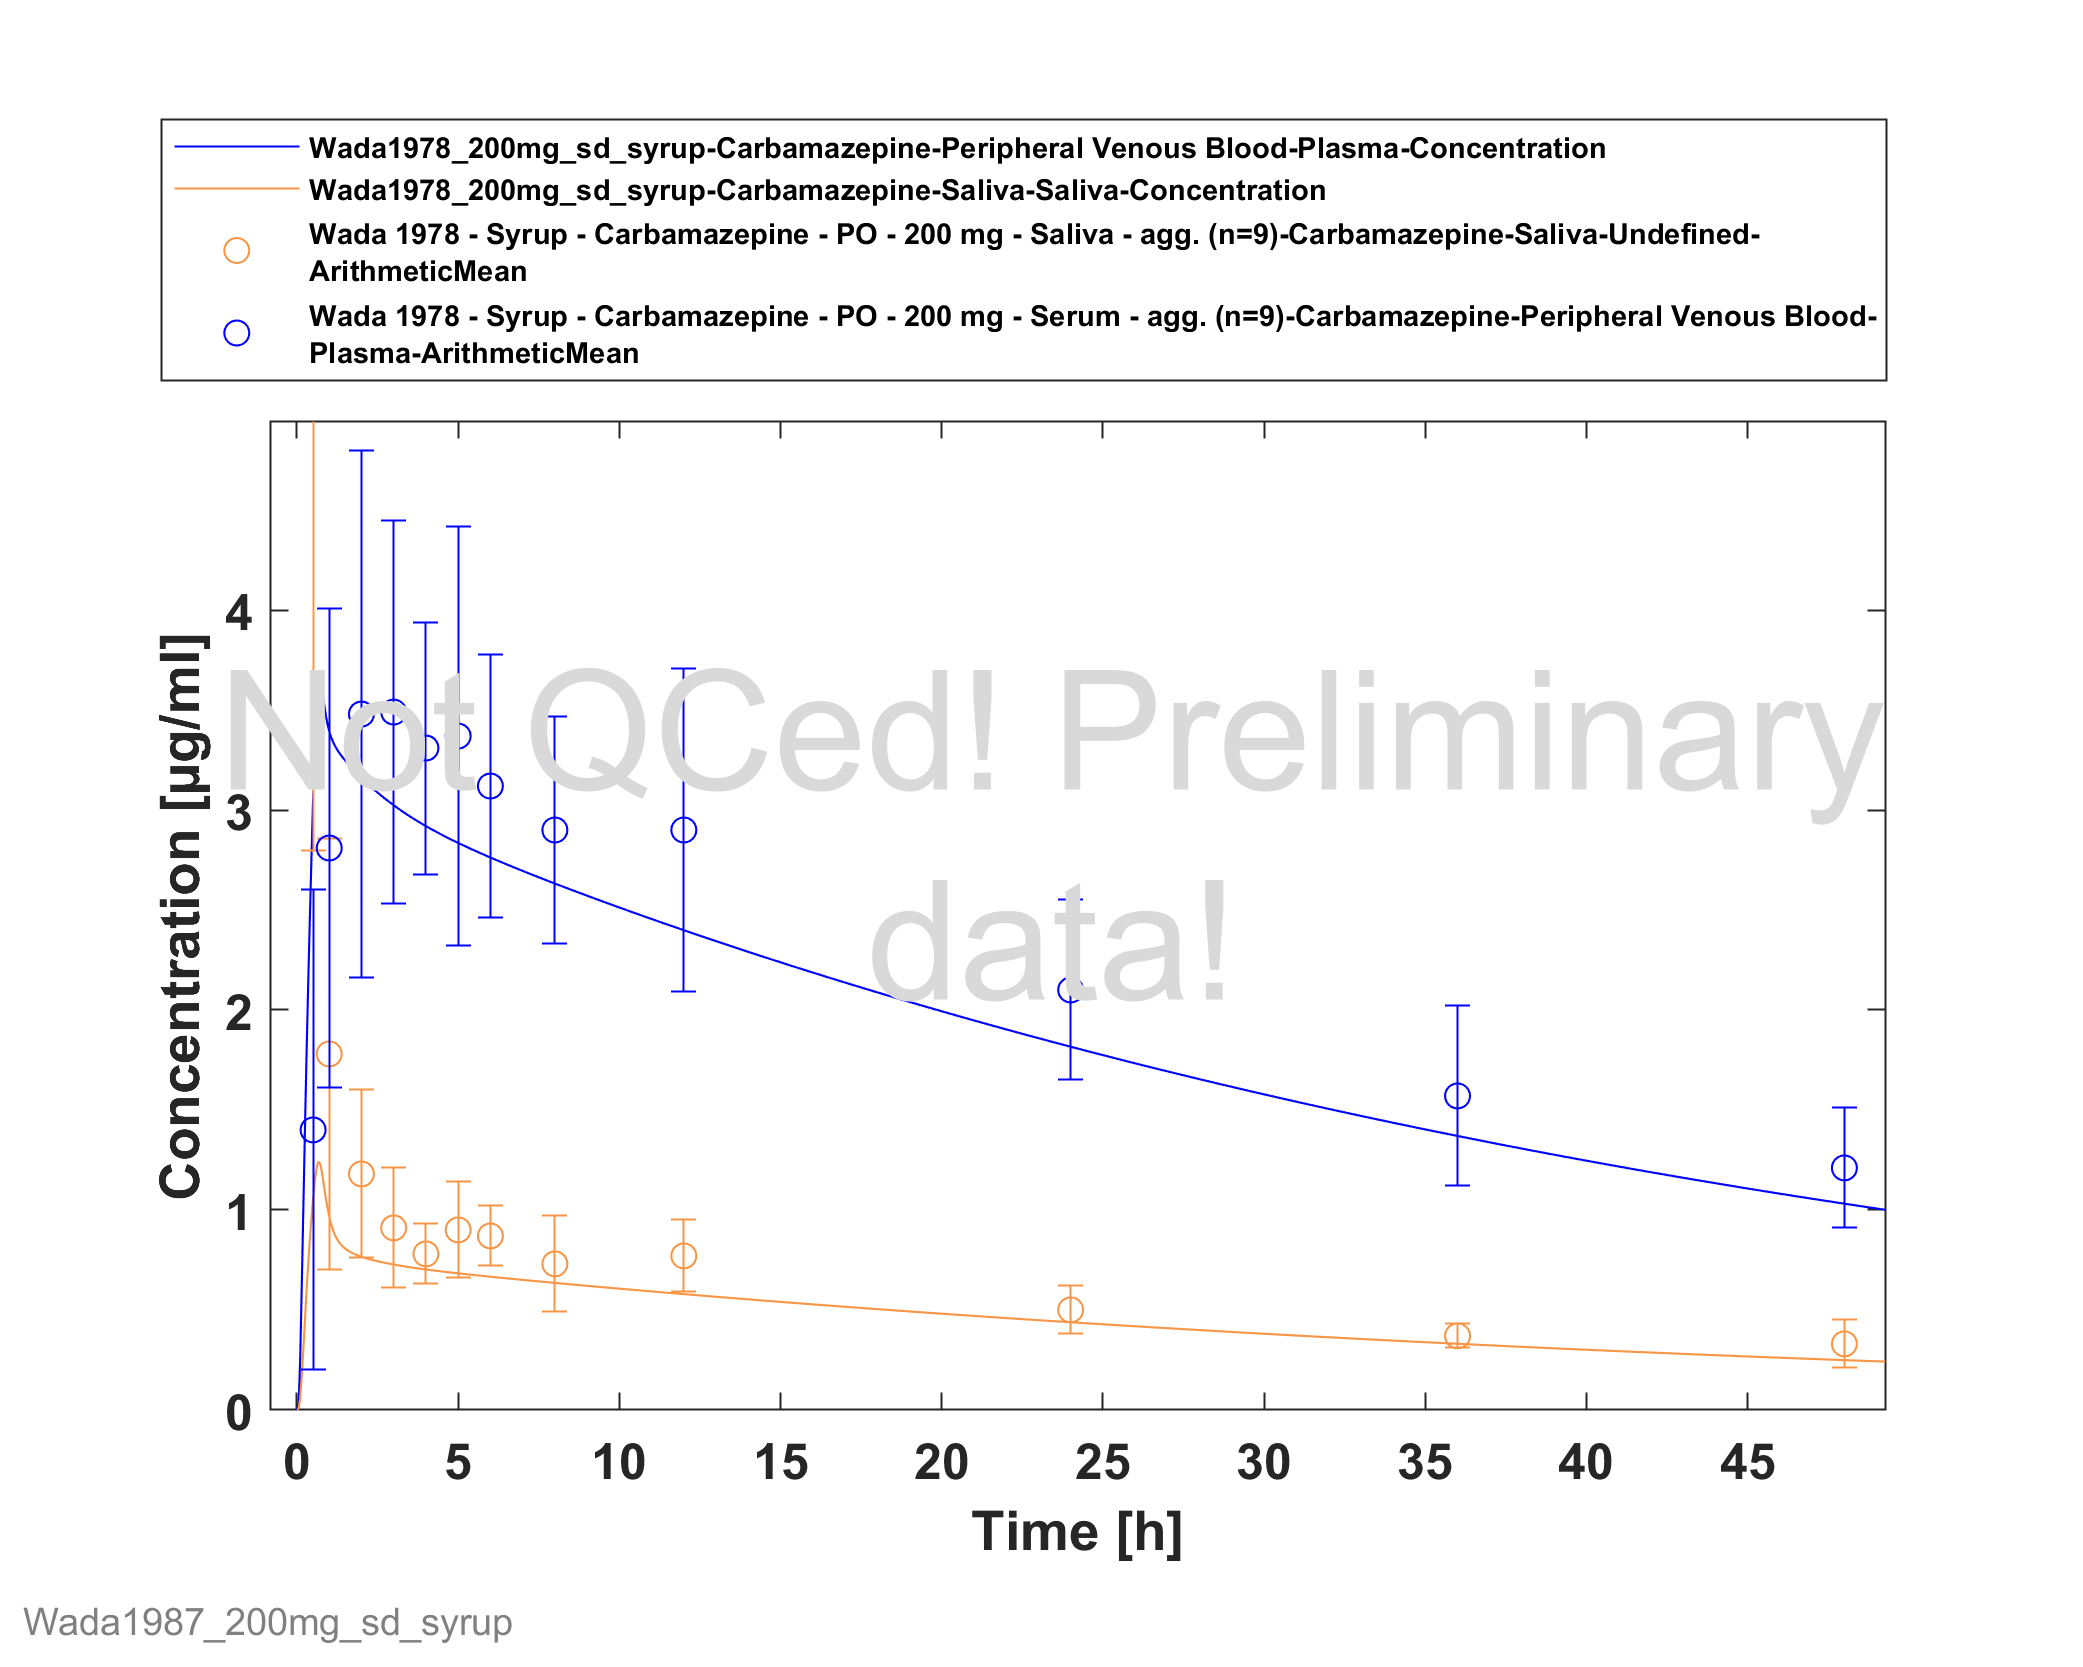 Wada1978_200mg_sd_syrup-Carbamazepine-Peripheral Venous Blood-Plasma-Concentration
Wada1978_200mg_sd_syrup-Carbamazepine-Saliva-Saliva-Concentration
Wada 1978 - Syrup - Carbamazepine - PO - 200 mg - Saliva - agg. (n=9)-Carbamazepine-Saliva-Undefined-
ArithmeticMean
Wada 1978 - Syrup - Carbamazepine - PO - 200 mg - Serum - agg. (n=9)-Carbamazepine-Peripheral Venous Blood-
Plasma-ArithmeticMean
Concentration [µg/ml]
4
3
2
1
0
Not QCed! Preliminary
data!
0 5 10 15 20 25 30 35 40 45
Time [h]
Wada1987_200mg_sd_syrup